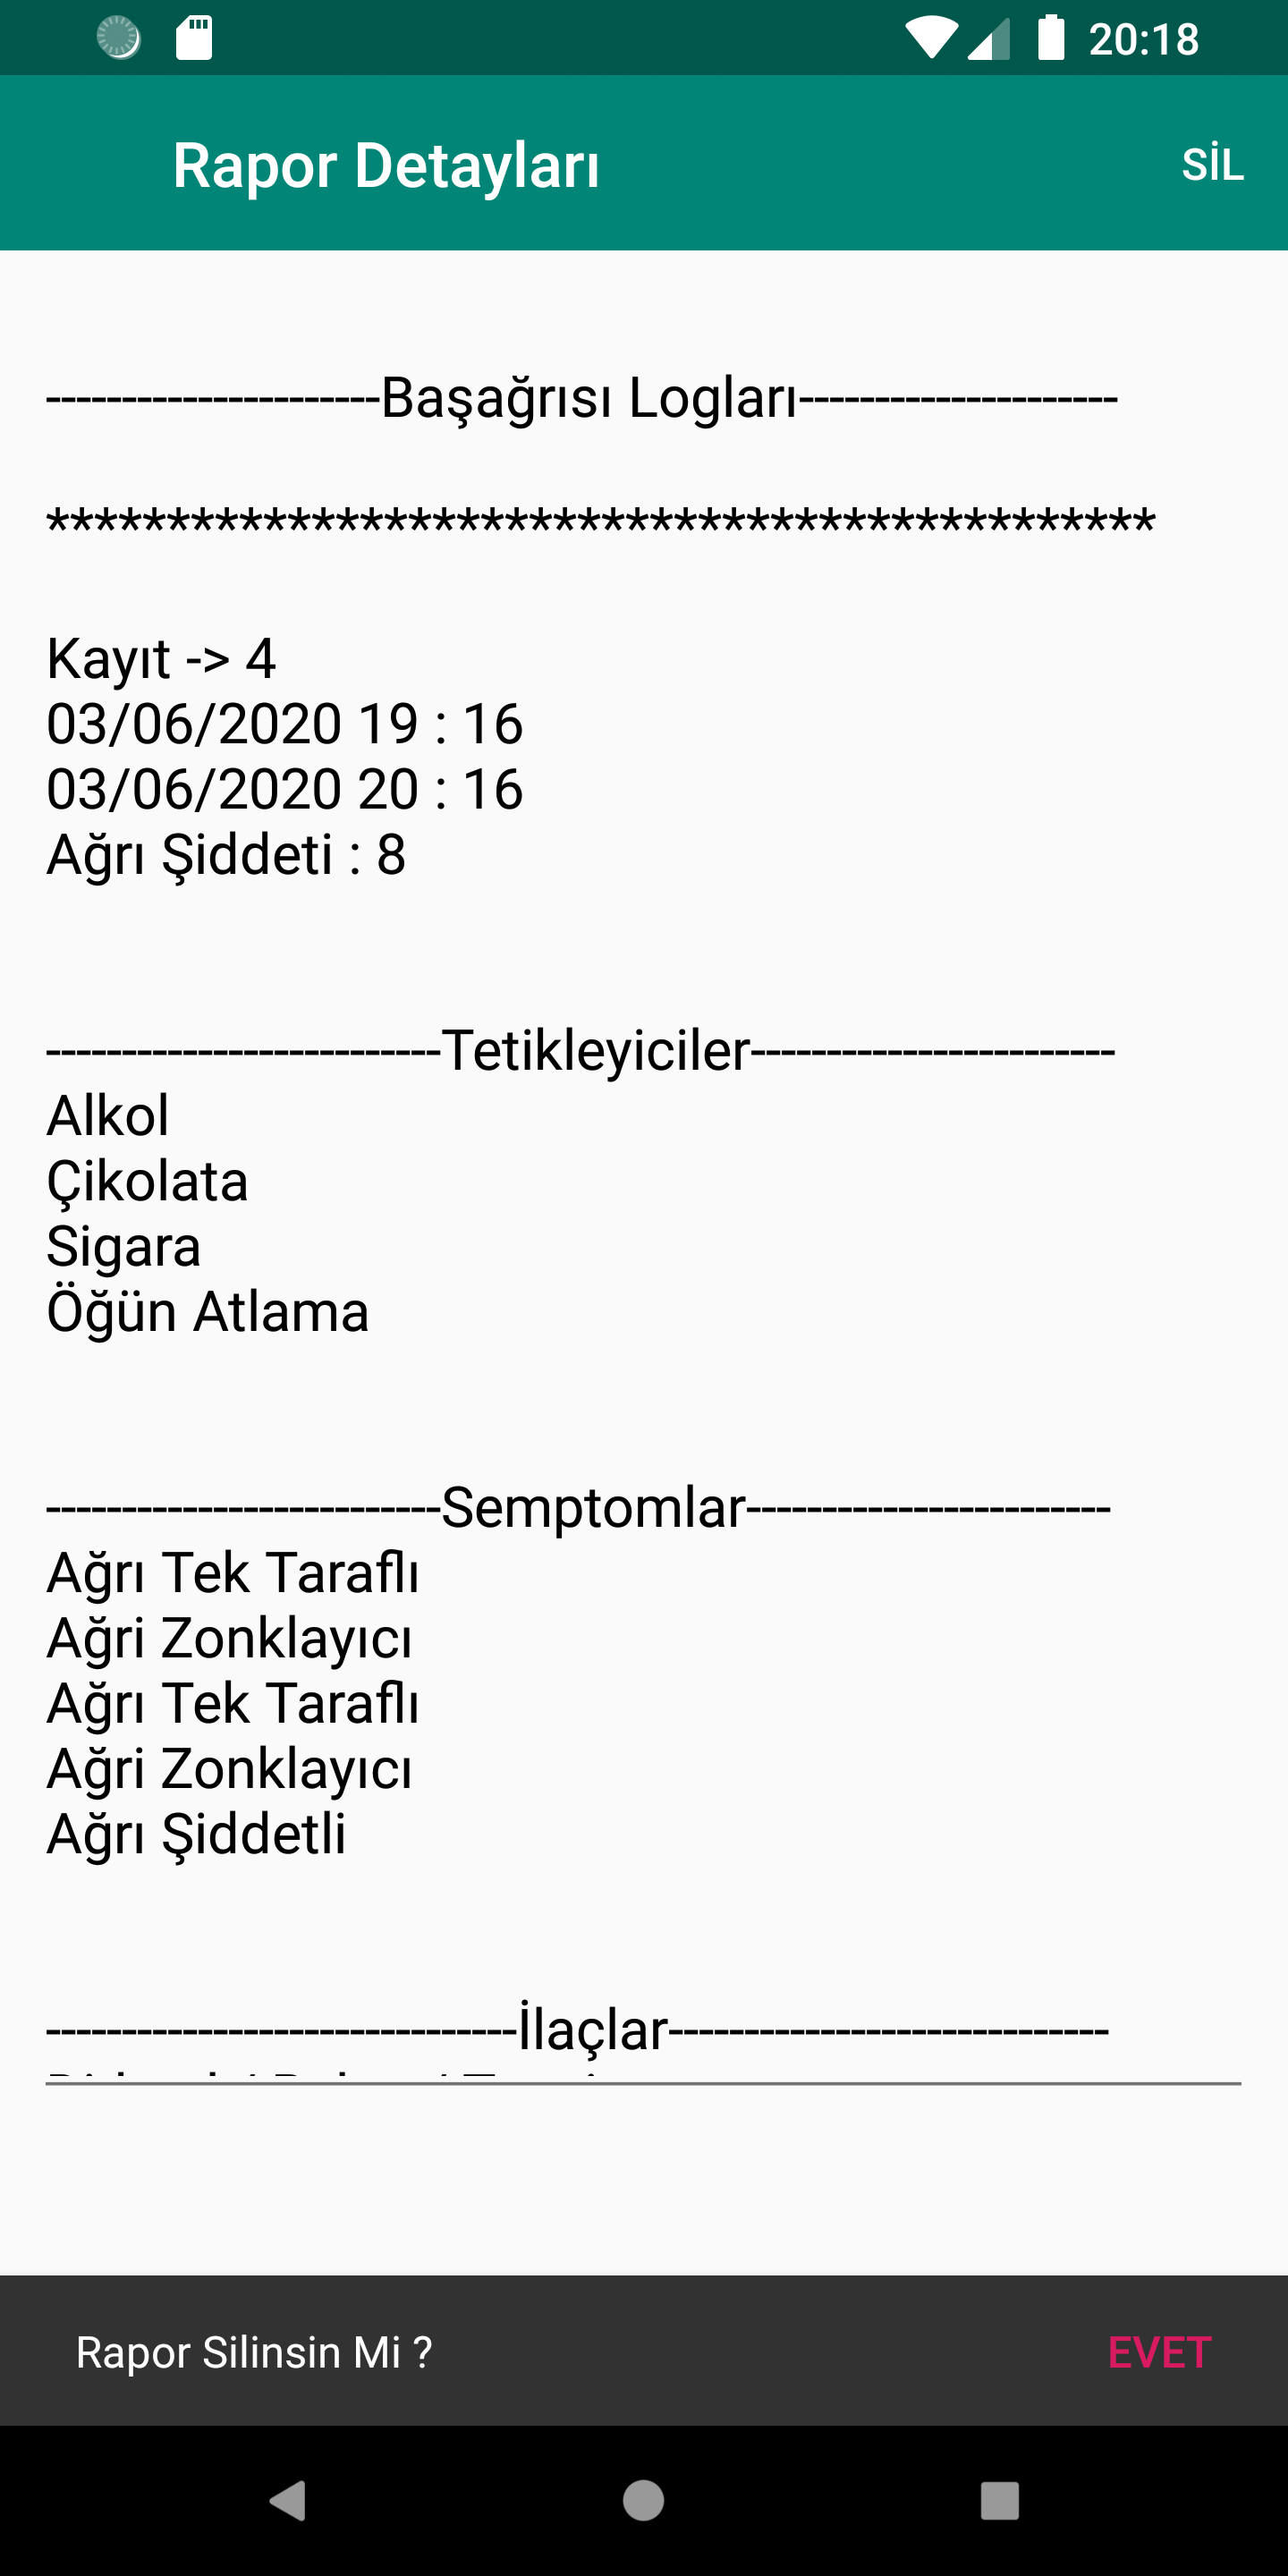 20:18
Rapor Detayları SİL
----------------------Başağrısı Logları---------------------
**********************************************
Kayıt -> 4
03/06/2020 19 : 16
03/06/2020 20 : 16
Ağrı Şiddeti : 8
--------------------------Tetikleyiciler------------------------
Alkol
Çikolata
Sigara
Öğün Atlama
--------------------------Semptomlar------------------------
Ağrı Tek Taraflı
Ağri Zonklayıcı
Ağrı Tek Taraflı
Ağri Zonklayıcı
Ağrı Şiddetli
-------------------------------İlaçlar-----------------------------
Rapor Silinsin Mi ? EVET